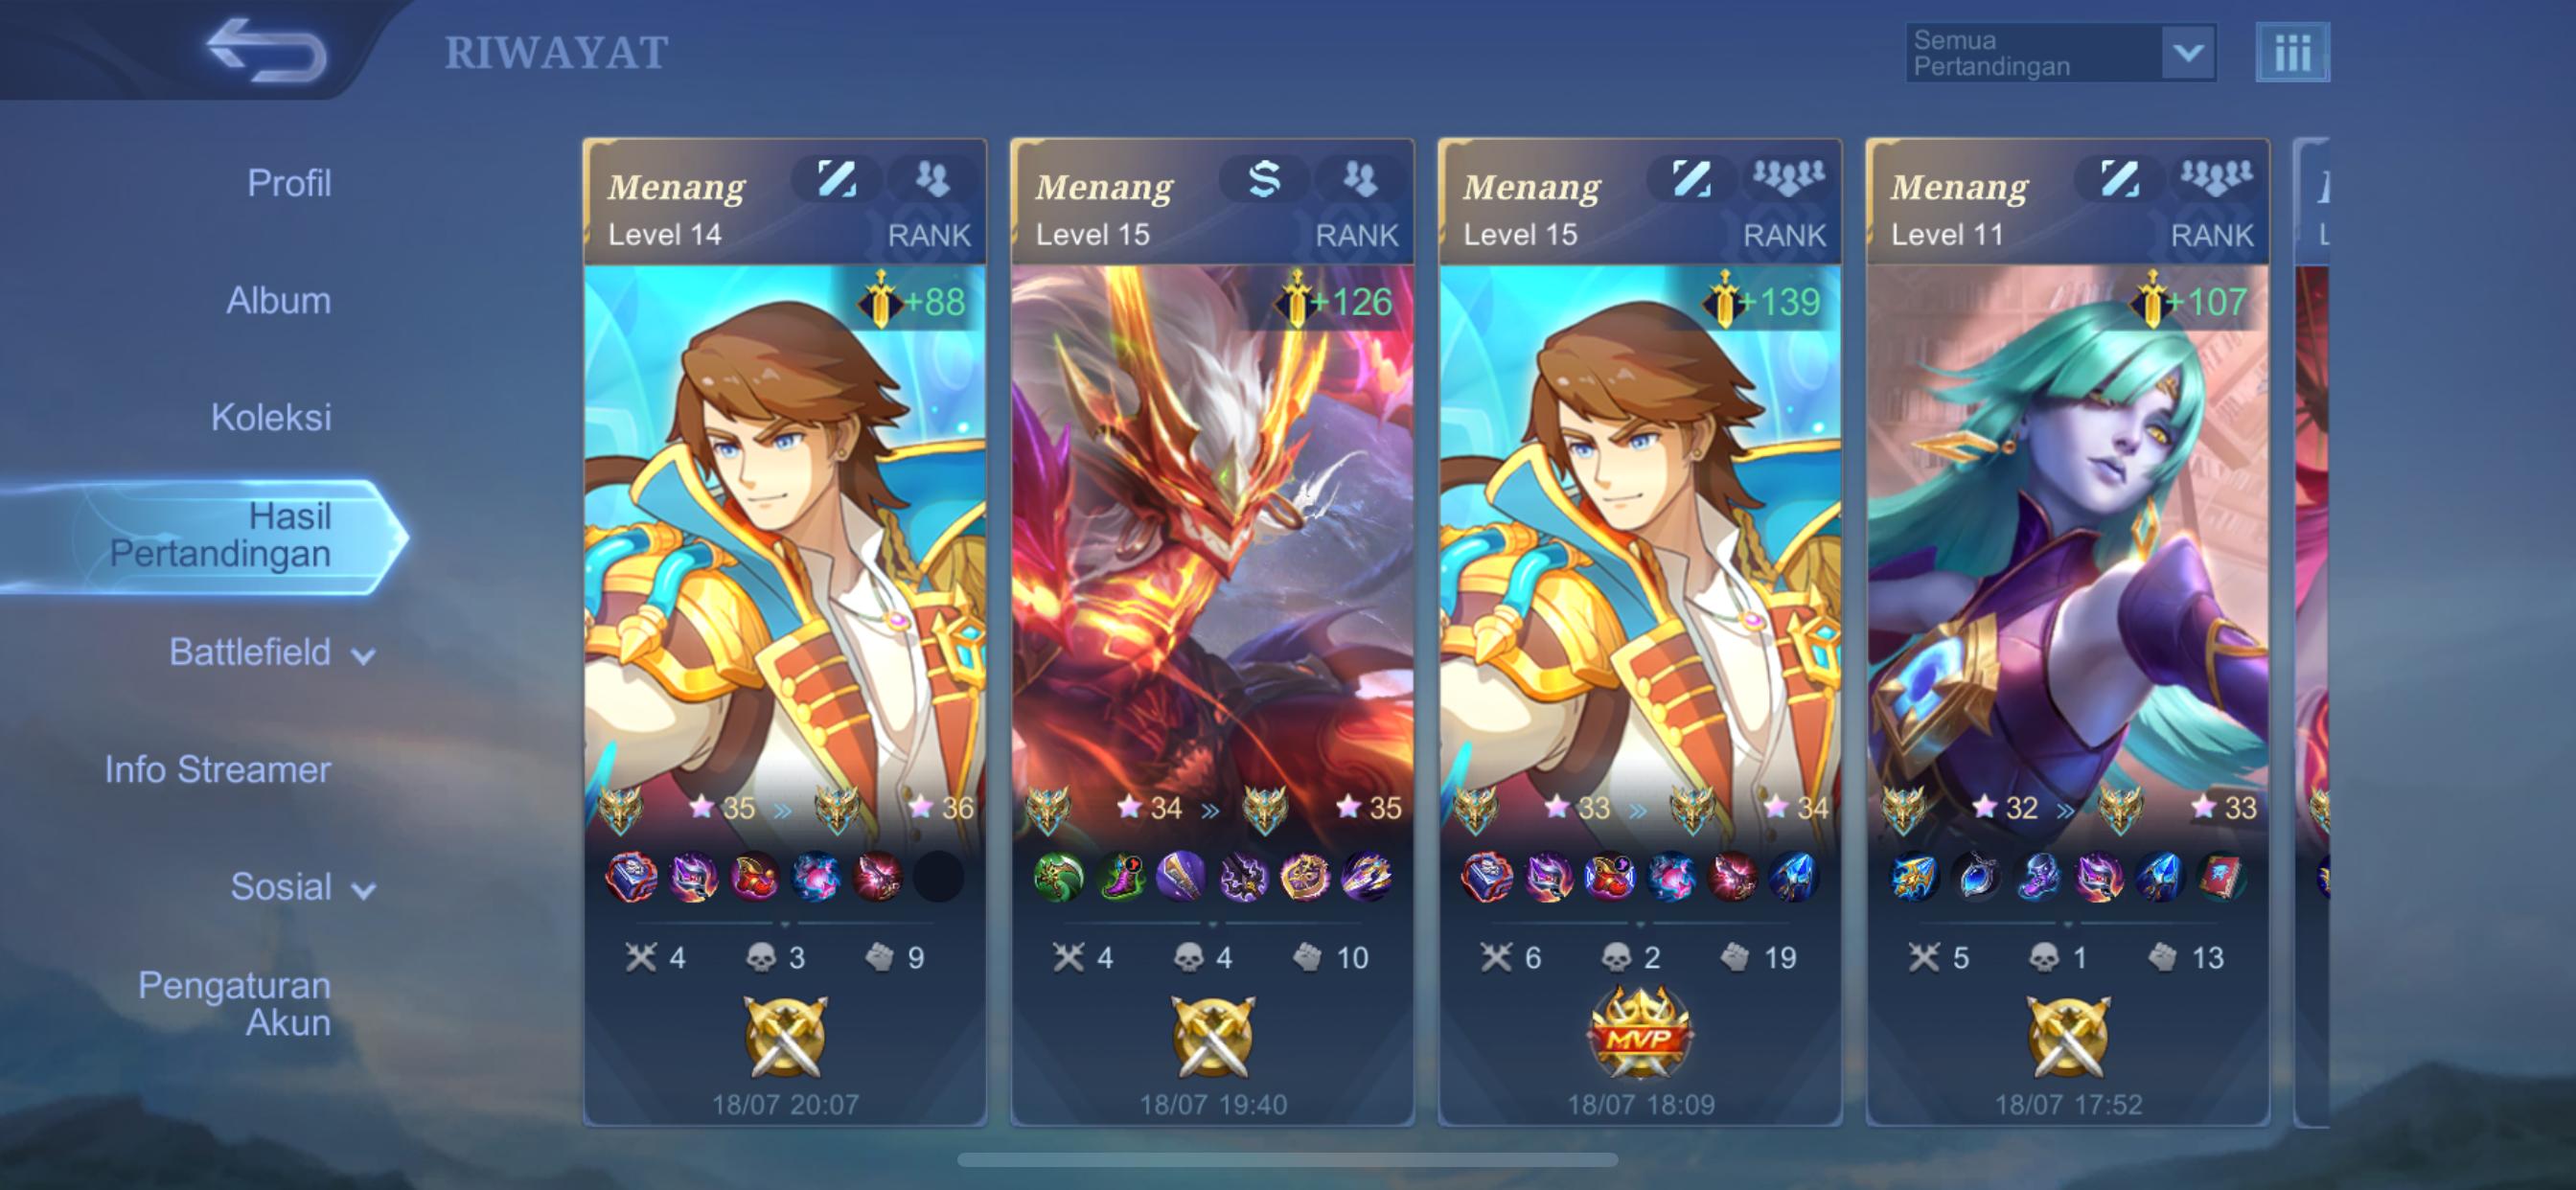 RIWAYAT
Semua
Pertandingan
Profil
Album
Koleksi
Hasil
Pertandingan
Battlefield
Info Streamer
Sosial
Pengaturan
Akun
Menang
Level 14 RANK
+88
35 » 36
4 3 9
18/07 20:07
Menang
Level 15 RANK
+126
34 » 35
4 4 10
18/07 19:40
Menang
Level 15 RANK
+139
33 » 34
6 2 19
MVP
18/07 18:09
Menang
Level 11 RANK
+107
32 » 33
5 1 13
18/07 17:52